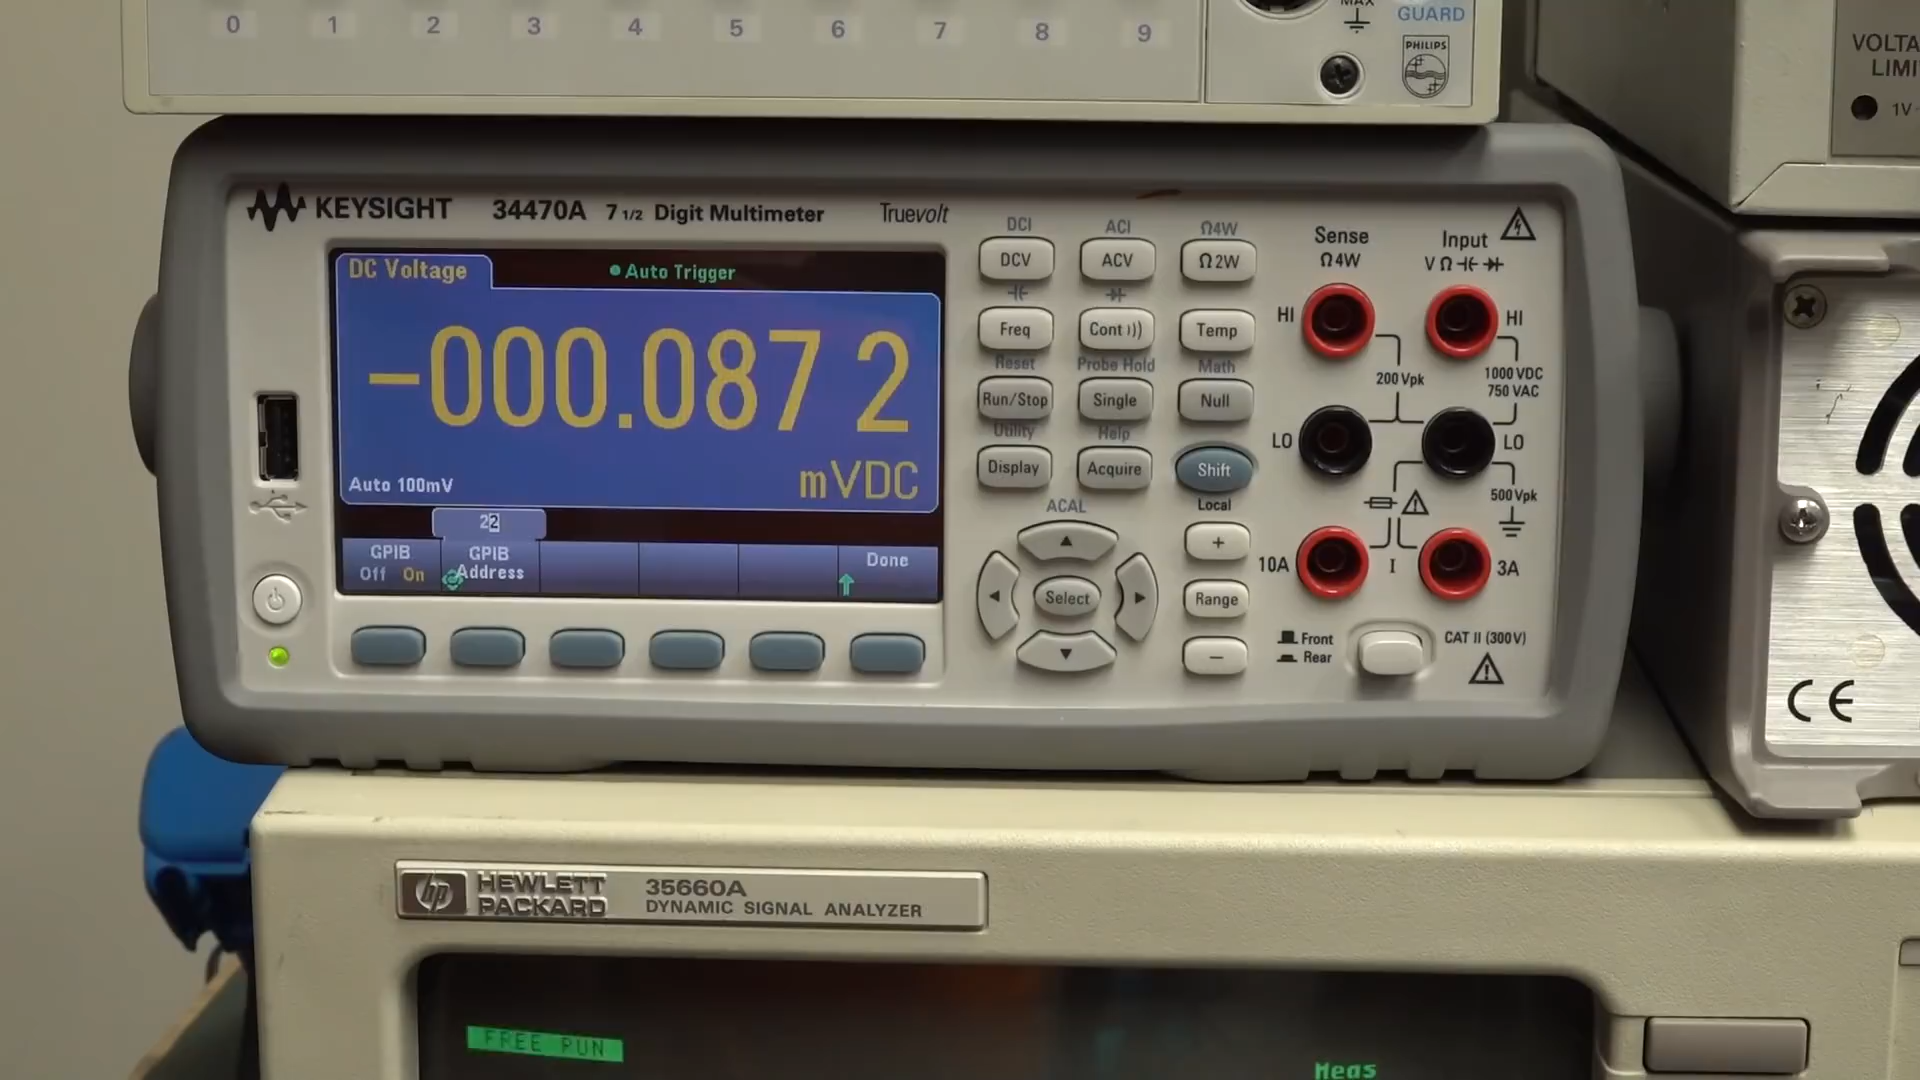 0 1 2 3 4 5 6 7 8 9
GUARD
PHILIPS
LIMI
1V
KEYSIGHT 34470A 7 1/2 Digit Multimeter Truevolt
DC Voltage
Auto Trigger
-000.087 2
mVDC
Auto 100mV
22
GPIB
Off On
GPIB
Address
Done
DCI ACI Ω4W
DCV ACV Ω2W
Freq Cont Temp
Reset Probe Hold Math
Run/Stop Single Null
Utility Help
Display Acquire Shift
ACAL Local
Select
+
Range
−
Sense
Ω4W
Input
V Ω
HI HI
200 Vpk
1000 VDC
750 VAC
LO LO
500 Vpk
10A I 3A
Front
Rear
CAT II (300V)
CE
hp HEWLETT
PACKARD
35660A
DYNAMIC SIGNAL ANALYZER
FREE RUN
Meas